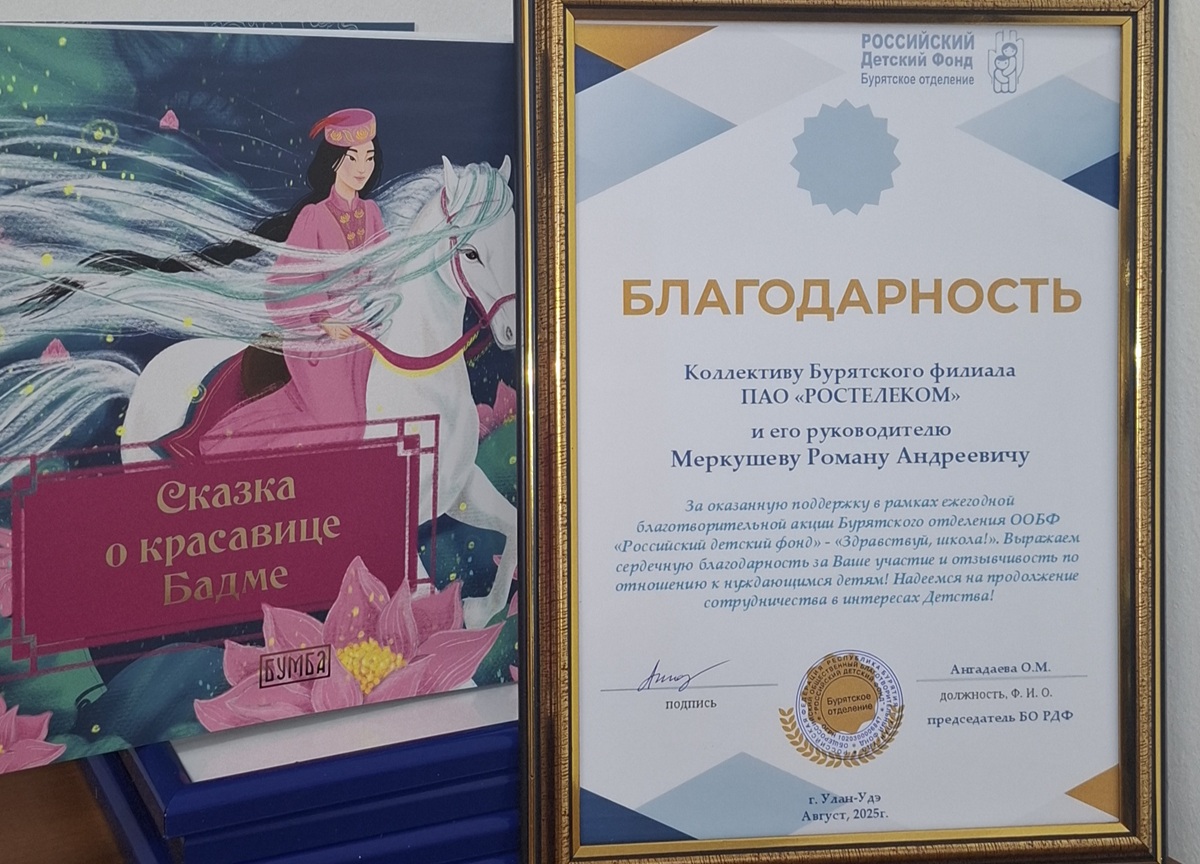 Сказка
о красавице
Бадме
БУМБА
РОССИЙСКИЙ
Детский Фонд
Бурятское отделение
БЛАГОДАРНОСТЬ
Коллективу Бурятского филиала
ПАО «РОСТЕЛЕКОМ»
и его руководителю
Меркушеву Роману Андреевичу
За оказанную поддержку в рамках ежегодной
благотворительной акции Бурятского отделения ООБФ
«Российский детский фонд» - «Здравствуй, школа!». Выражаем
сердечную благодарность за Ваше участие и отзывчивость по
отношению к нуждающимся детям! Надеемся на продолжение
сотрудничества в интересах Детства!
подпись
Бурятское
отделение
Ангадаева О.М.
должность, Ф. И. О.
председатель БО РДФ
г. Улан-Удэ
Август, 2025г.